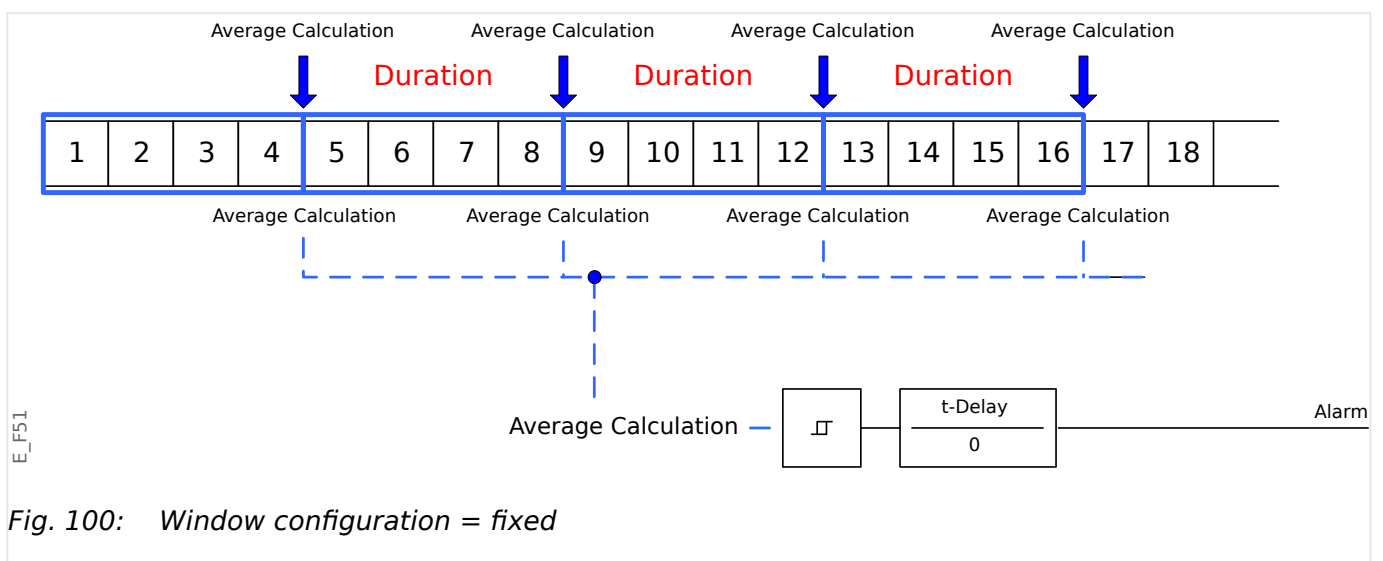 Average Calculation Average Calculation Average Calculation Average Calculation
Duration Duration Duration
1 2 3 4 5 6 7 8 9 10 11 12 13 14 15 16 17 18
Average Calculation Average Calculation Average Calculation Average Calculation
t-Delay
Alarm
Average Calculation
0
E_F51
Fig. 100: Window configuration = fixed